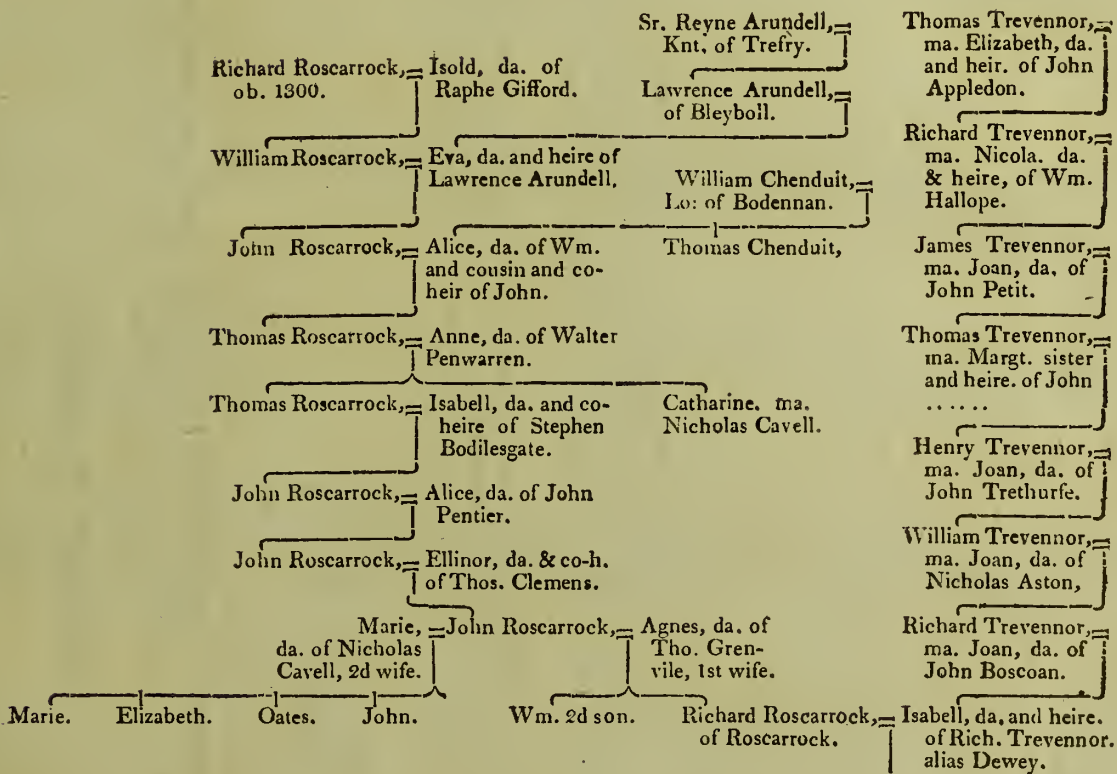 Sr. Reyne Arundell,
Knt. of Trefry.
Thomas Trevennor,
ma. Elizabeth, da.
and heir. of John
Appledon.
Richard Roscarrock,
ob. 1300.
Isold, da. of
Raphe Gifford.
Lawrence Arundell,
of Bleyboll.
William Roscarrock,
Eva, da. and heire of
Lawrence Arundell.
Richard Trevennor,
ma. Nicola. da.
& heire, of Wm.
Hallope.
William Chenduit,
Lo: of Bodennan.
John Roscarrock,
Alice, da. of Wm.
and cousin and co-
heir of John.
Thomas Chenduit,
James Trevennor,
ma. Joan, da. of
John Petit.
Thomas Roscarrock,
Anne, da. of Walter
Penwarren.
Thomas Trevennor,
ma. Margt. sister
and heire. of John
......
Thomas Roscarrock,
Isabell, da. and co-
heire of Stephen
Bodilesgate.
Catharine. ma.
Nicholas Cavell.
Henry Trevennor,
ma. Joan, da. of
John Trethurfe.
John Roscarrock,
Alice, da. of John
Pentier.
William Trevennor,
ma. Joan, da. of
Nicholas Aston,
John Roscarrock,
Ellinor, da. & co-h.
of Thos. Clemens.
Marie,
da. of Nicholas
Cavell, 2d wife.
John Roscarrock,
Agnes, da. of
Tho. Gren-
vile, 1st wife.
Richard Trevennor,
ma. Joan, da. of
John Boscoan.
Marie. Elizabeth. Oates. John.
Wm. 2d son.
Richard Roscarrock,
of Roscarrock.
Isabell, da. and heire.
of Rich. Trevennor.
alias Dewey.